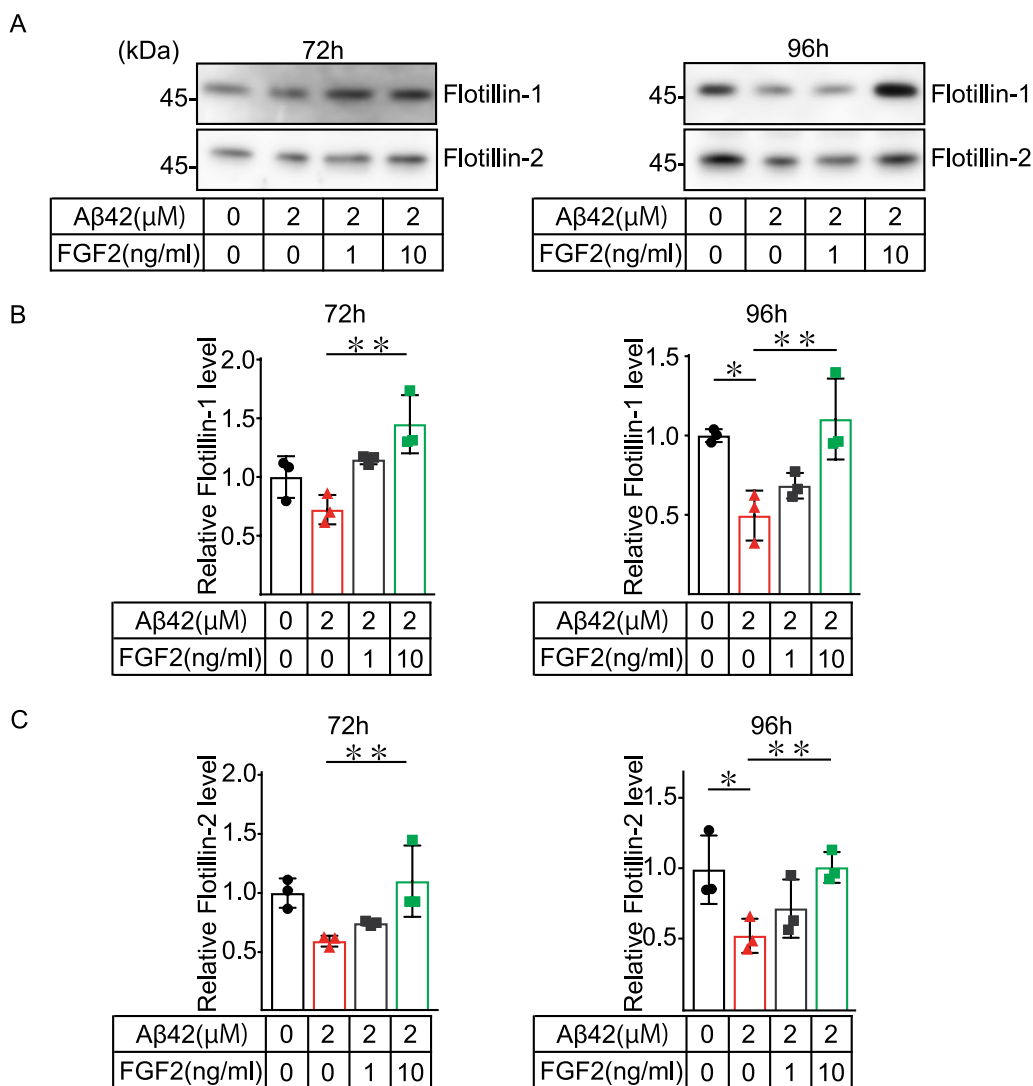 A
(kDa) 72h 96h
45- Flotillin-1 45- Flotillin-1
45- Flotillin-2 45- Flotillin-2
Aβ42(μM) 0 2 2 2 Aβ42(μM) 0 2 2 2
FGF2(ng/ml) 0 0 1 10 FGF2(ng/ml) 0 0 1 10
B
72h 96h
Relative Flotillin-1 level
2.0
1.5
1.0
0.5
**
Relative Flotillin-1 level
1.5
1.0
0.5
* **
Aβ42(μM) 0 2 2 2 Aβ42(μM) 0 2 2 2
FGF2(ng/ml) 0 0 1 10 FGF2(ng/ml) 0 0 1 10
C
72h 96h
Relative Flotillin-2 level
2.0
1.5
1.0
0.5
**
Relative Flotillin-2 level
1.5
1.0
0.5
* **
Aβ42(μM) 0 2 2 2 Aβ42(μM) 0 2 2 2
FGF2(ng/ml) 0 0 1 10 FGF2(ng/ml) 0 0 1 10